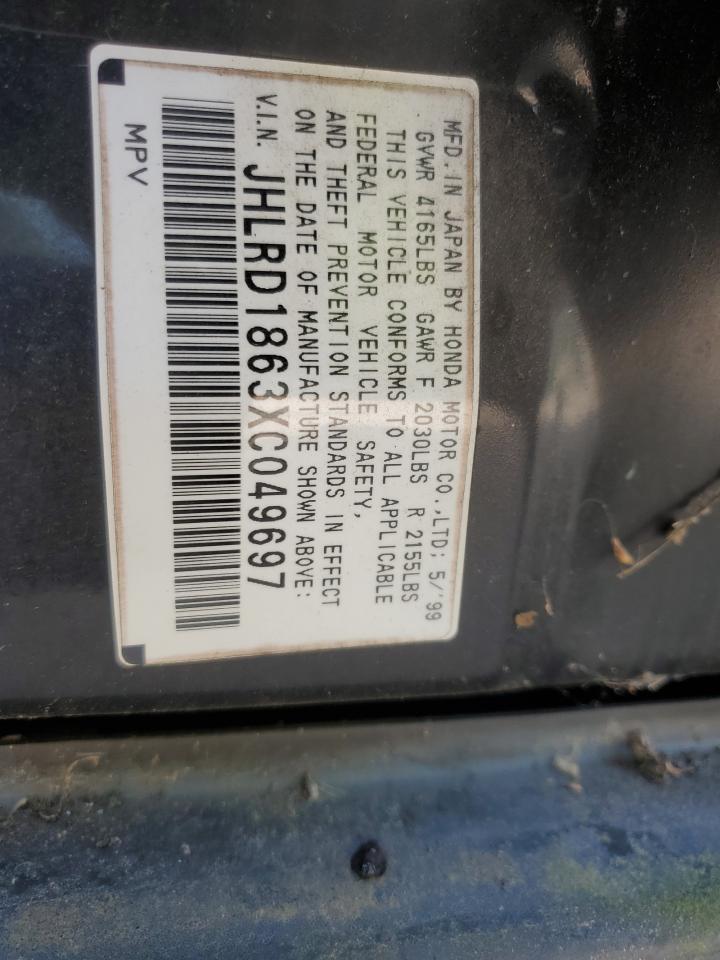 MFD. IN JAPAN BY HONDA MOTOR CO.,LTD; 5/'99
GVWR 4165LBS GAWR F 2030LBS R 2155LBS
THIS VEHICLE CONFORMS TO ALL APPLICABLE
FEDERAL MOTOR VEHICLE SAFETY,
AND THEFT PREVENTION STANDARDS IN EFFECT
ON THE DATE OF MANUFACTURE SHOWN ABOVE:
V.I.N. JHLRD1863XC049697
MPV